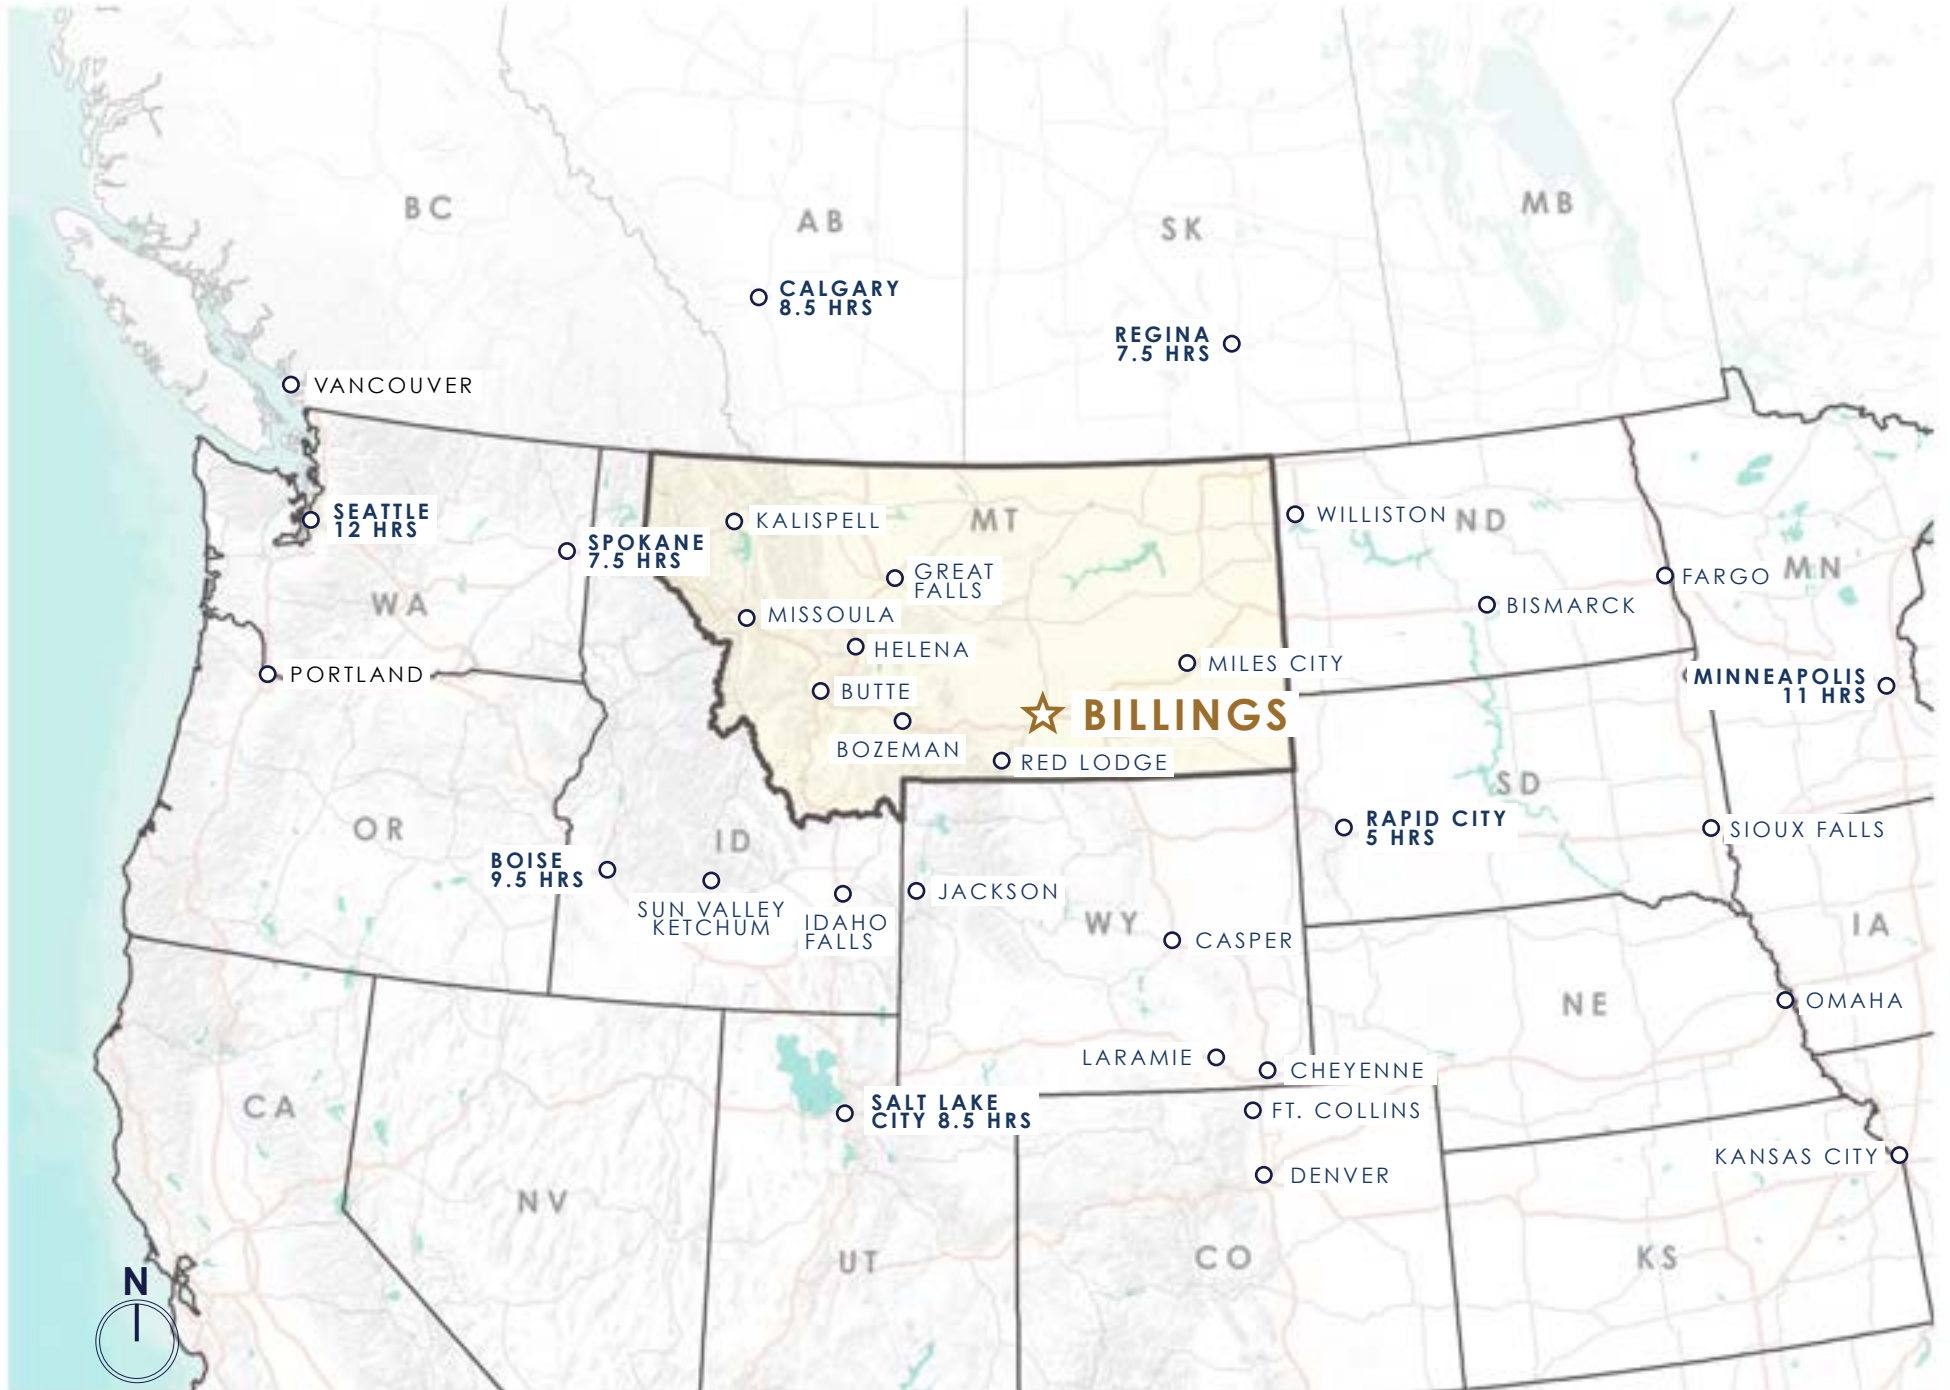 BC
AB
SK
MB
CALGARY
8.5 HRS
REGINA
7.5 HRS
VANCOUVER
SEATTLE
12 HRS
SPOKANE
7.5 HRS
KALISPELL
MT
WILLISTON
ND
GREAT
FALLS
FARGO
MN
WA
MISSOULA
BISMARCK
HELENA
MILES CITY
PORTLAND
BUTTE
MINNEAPOLIS
11 HRS
BILLINGS
BOZEMAN
RED LODGE
SD
OR
ID
RAPID CITY
5 HRS
SIOUX FALLS
BOISE
9.5 HRS
SUN VALLEY
KETCHUM
IDAHO
FALLS
JACKSON
WY
CASPER
IA
NE
OMAHA
LARAMIE
CHEYENNE
CA
SALT LAKE
CITY 8.5 HRS
FT. COLLINS
KANSAS CITY
DENVER
NV
UT
CO
KS
N